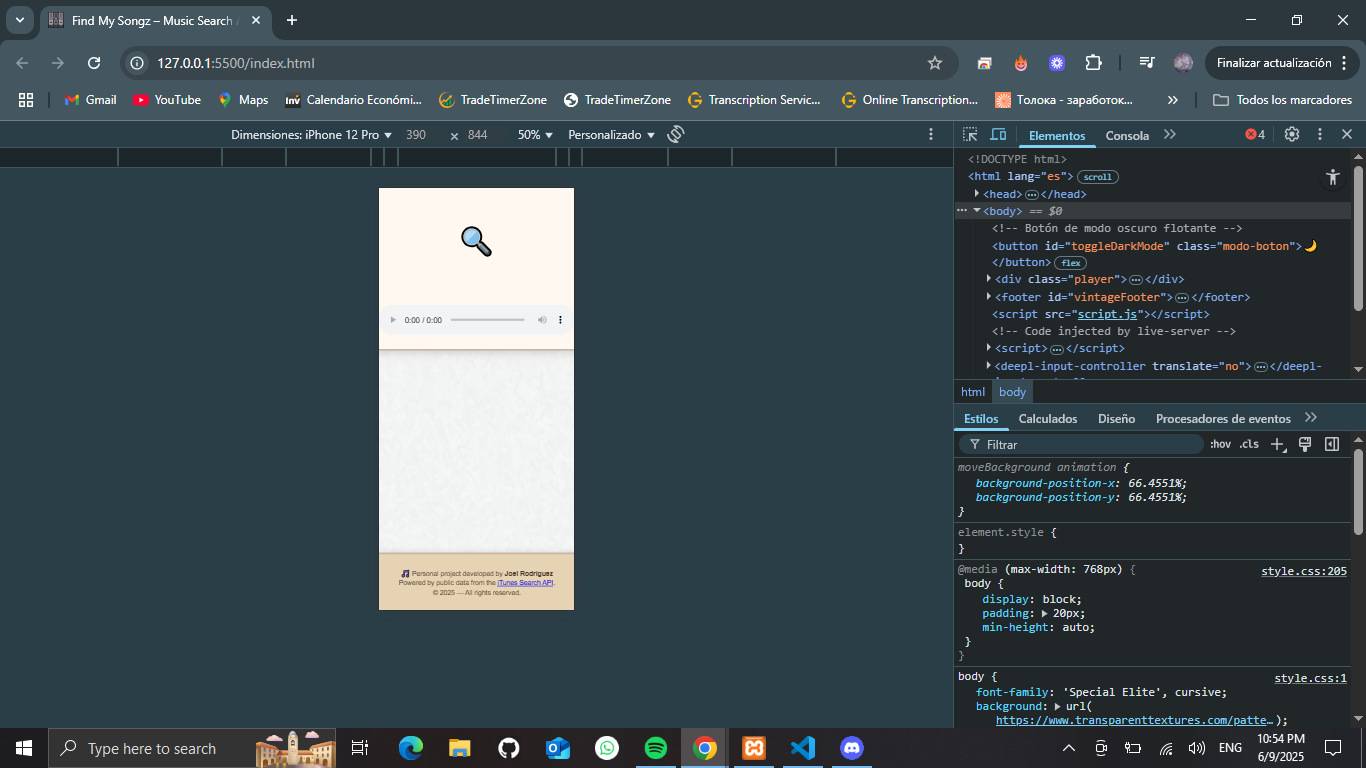 Find My Songz – Music Search
127.0.0.1:5500/index.html
Finalizar actualización
Gmail
YouTube
Maps
inv Calendario Económi...
TradeTimerZone
TradeTimerZone
Transcription Servic...
Online Transcription...
Толока - заработок...
Todos los marcadores
Dimensiones: iPhone 12 Pro 390 x 844 50% Personalizado
Elementos Consola 4
<!DOCTYPE html>
<html lang="es"> scroll
<head> </head>
<body> == $0
<!-- Botón de modo oscuro flotante -->
<button id="toggleDarkMode" class="modo-boton">🌙
</button> flex
<div class="player"> </div>
<footer id="vintageFooter"> </footer>
<script src="script.js"></script>
<!-- Code injected by live-server -->
<script> </script>
<deepl-input-controller translate="no"> </deepl-
html body
Estilos Calculados Diseño Procesadores de eventos
Filtrar :hov .cls
moveBackground animation {
background-position-x: 66.4551%;
background-position-y: 66.4551%;
}
element.style {
}
@media (max-width: 768px) { style.css:205
body {
display: block;
padding: 20px;
min-height: auto;
}
}
body { style.css:1
font-family: 'Special Elite', cursive;
background: url(
https://www.transparenttextures.com/patte…);
0:00 / 0:00
🎵 Personal project developed by Joel Rodriguez
Powered by public data from the iTunes Search API.
© 2025 — All rights reserved.
Type here to search
ENG
10:54 PM
6/9/2025